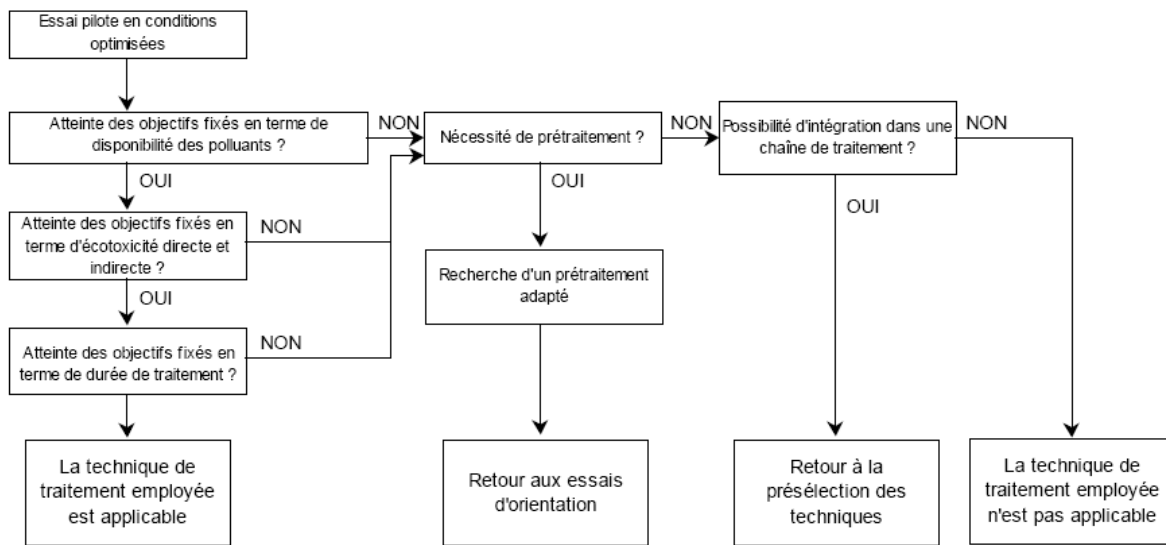 Essai pilote en conditions
optimisées
Atteinte des objectifs fixés en terme de
disponibilité des polluants ?
NON
Nécessité de prétraitement ?
NON
Possibilité d'intégration dans une
chaîne de traitement ?
NON
OUI
OUI
OUI
Atteinte des objectifs fixés en
terme d'écotoxicité directe et
indirecte ?
NON
Recherche d'un prétraitement
adapté
OUI
Atteinte des objectifs fixés en
terme de durée de traitement ?
NON
La technique de
traitement employée
est applicable
Retour aux essais
d'orientation
Retour à la
présélection des
techniques
La technique de
traitement employée
n'est pas applicable